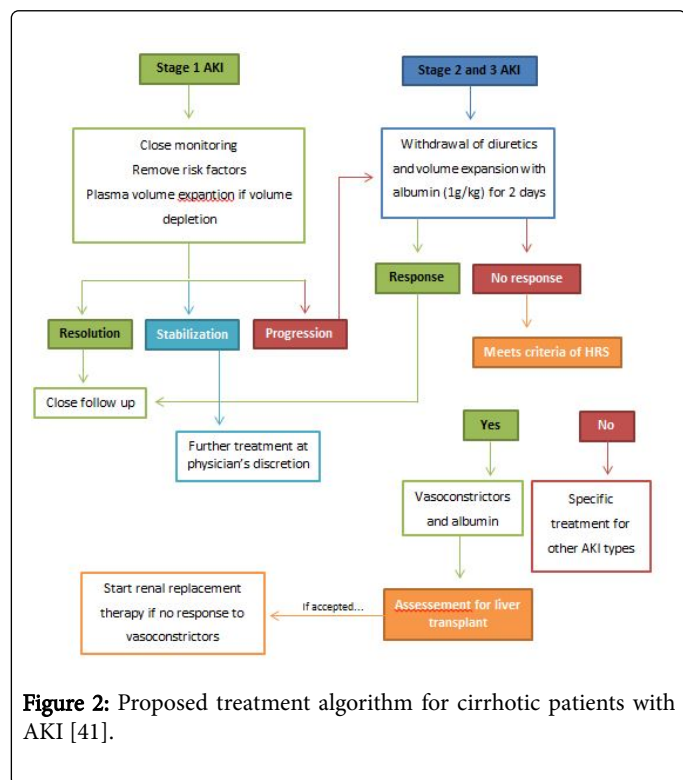 Stage 1 AKI
Stage 2 and 3 AKI
Close monitoring
Remove risk factors
Plasma volume expantion if volume
depletion
Withdrawal of diuretics
and volume expansion with
albumin (1g/kg) for 2 days
Response
No response
Resolution
Stabilization
Progression
Meets criteria of HRS
Close follow up
Further treatment at
physician's discretion
Yes
No
Vasoconstrictors
and albumin
Specific
treatment for
other AKI types
Start renal replacement
therapy if no response to
vasoconstrictors
If accepted...
Assessement for liver
transplant
Figure 2: Proposed treatment algorithm for cirrhotic patients with
AKI [41].